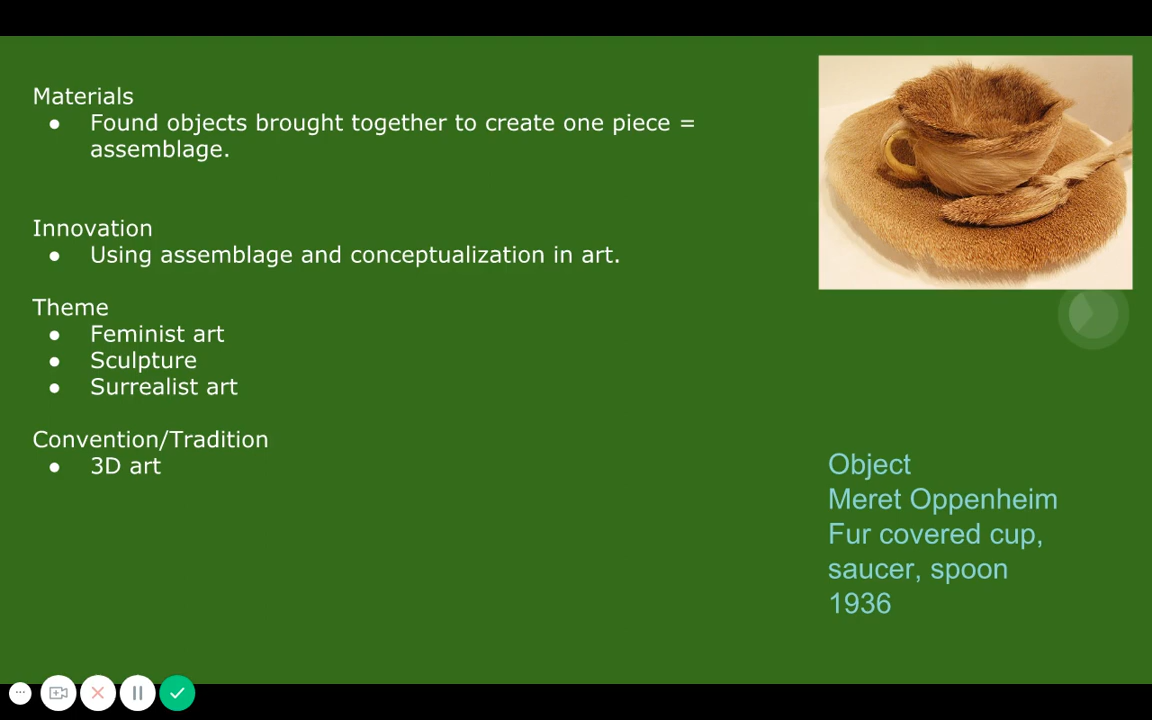 Materials
● Found objects brought together to create one piece =
assemblage.
Innovation
● Using assemblage and conceptualization in art.
Theme
● Feminist art
● Sculpture
● Surrealist art
Convention/Tradition
● 3D art
Object
Meret Oppenheim
Fur covered cup,
saucer, spoon
1936